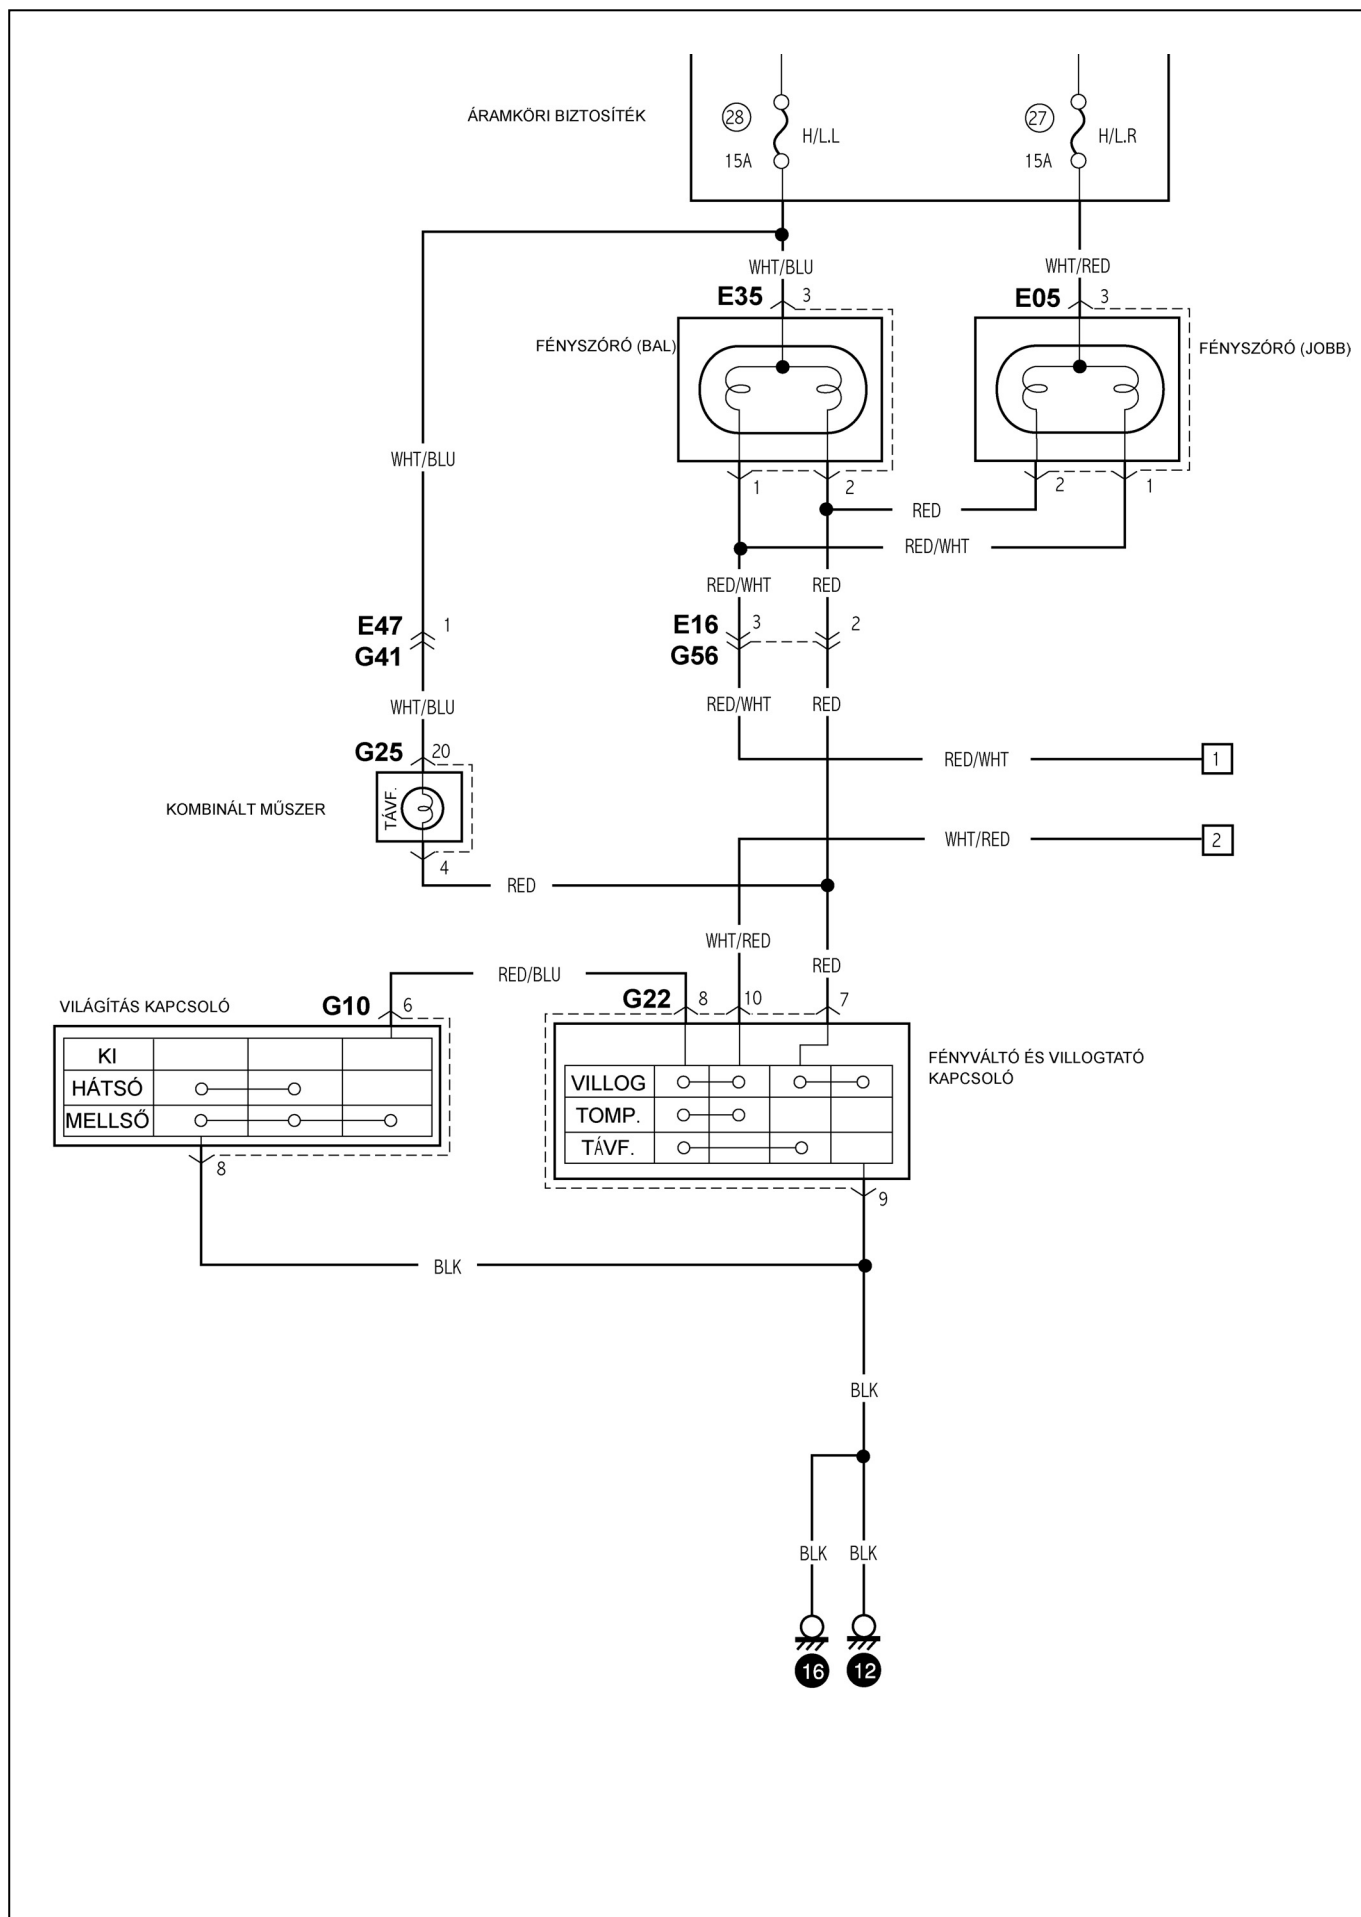 ÁRAMKÖRI BIZTOSÍTÉK
28
H/L.L
15A
27
H/L.R
15A
WHT/BLU
WHT/RED
E35
3
E05
3
FÉNYSZÓRÓ (BAL)
FÉNYSZÓRÓ (JOBB)
WHT/BLU
1
2
2
1
RED
RED/WHT
RED/WHT
RED
E47
1
G41
E16
3
2
G56
WHT/BLU
RED/WHT
RED
G25
20
RED/WHT
1
KOMBINÁLT MŰSZER
TÁVF.
WHT/RED
2
4
RED
WHT/RED
RED
RED/BLU
VILÁGÍTÁS KAPCSOLÓ
G10
6
G22
8
10
7
KI
HÁTSÓ
MELLSŐ
VILLOG
TOMP.
TÁVF.
FÉNYVÁLTÓ ÉS VILLOGTATÓ
KAPCSOLÓ
8
9
BLK
BLK
BLK
BLK
16
12